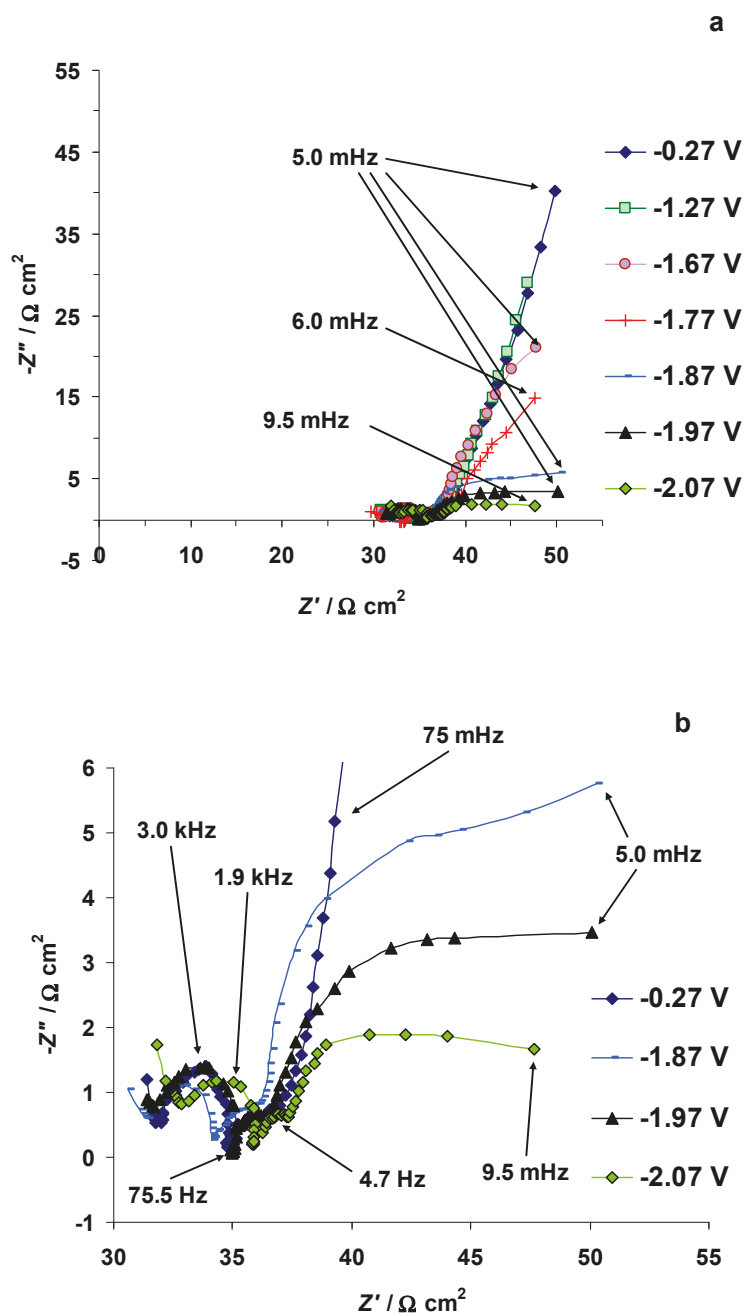 a
55
45
35
25
15
5
-5
-Z″ / Ω cm²
0
10
20
30
40
50
Z′ / Ω cm²
5.0 mHz
6.0 mHz
9.5 mHz
-0.27 V
-1.27 V
-1.67 V
-1.77 V
-1.87 V
-1.97 V
-2.07 V
b
6
5
4
3
2
1
0
-1
-Z″ / Ω cm²
30
35
40
45
50
55
Z′ / Ω cm²
75 mHz
3.0 kHz
1.9 kHz
5.0 mHz
75.5 Hz
4.7 Hz
9.5 mHz
-0.27 V
-1.87 V
-1.97 V
-2.07 V